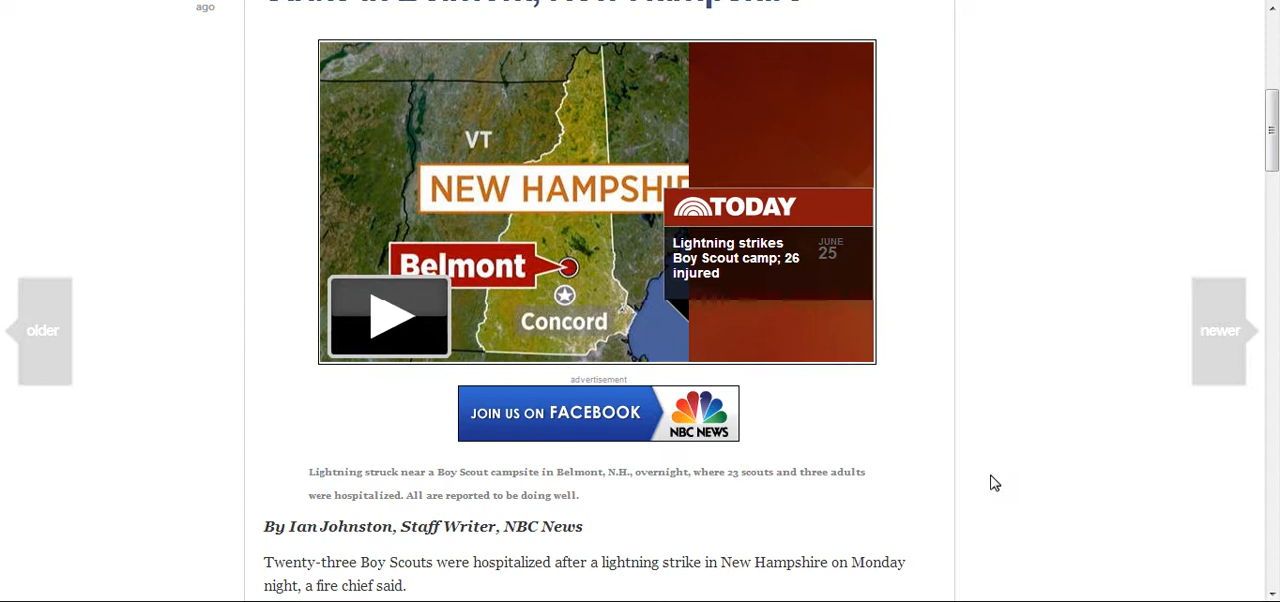 ago
VT
NEW HAMPSHI
TODAY
Lightning strikes
Boy Scout camp; 26
injured
JUNE
25
Belmont
Concord
older
newer
advertisement
JOIN US ON FACEBOOK
NBC NEWS
Lightning struck near a Boy Scout campsite in Belmont, N.H., overnight, where 23 scouts and three adults
were hospitalized. All are reported to be doing well.
By Ian Johnston, Staff Writer, NBC News
Twenty-three Boy Scouts were hospitalized after a lightning strike in New Hampshire on Monday
night, a fire chief said.